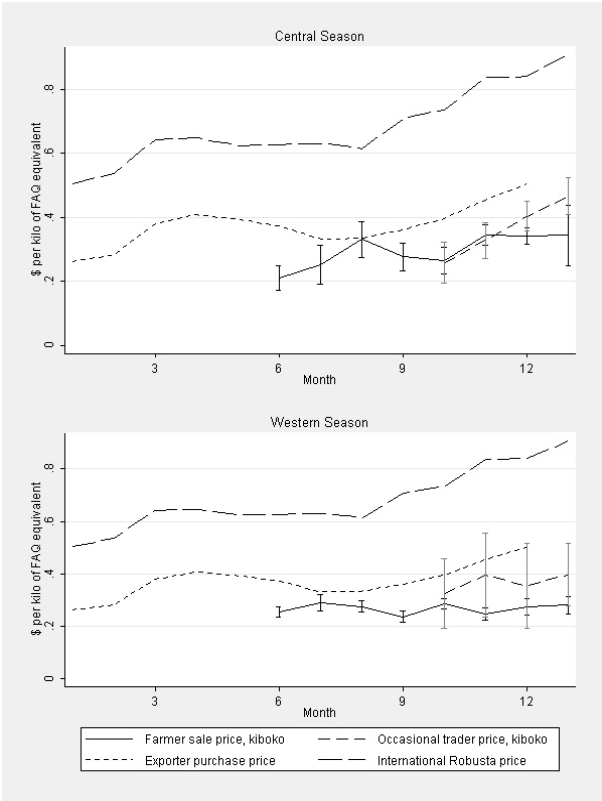 Central Season
$ per kilo of FAQ equivalent
.8
.6
.4
.2
0
3 6 9 12
Month
Western Season
$ per kilo of FAQ equivalent
.8
.6
.4
.2
0
3 6 9 12
Month
Farmer sale price, kiboko Occasional trader price, kiboko
Exporter purchase price International Robusta price